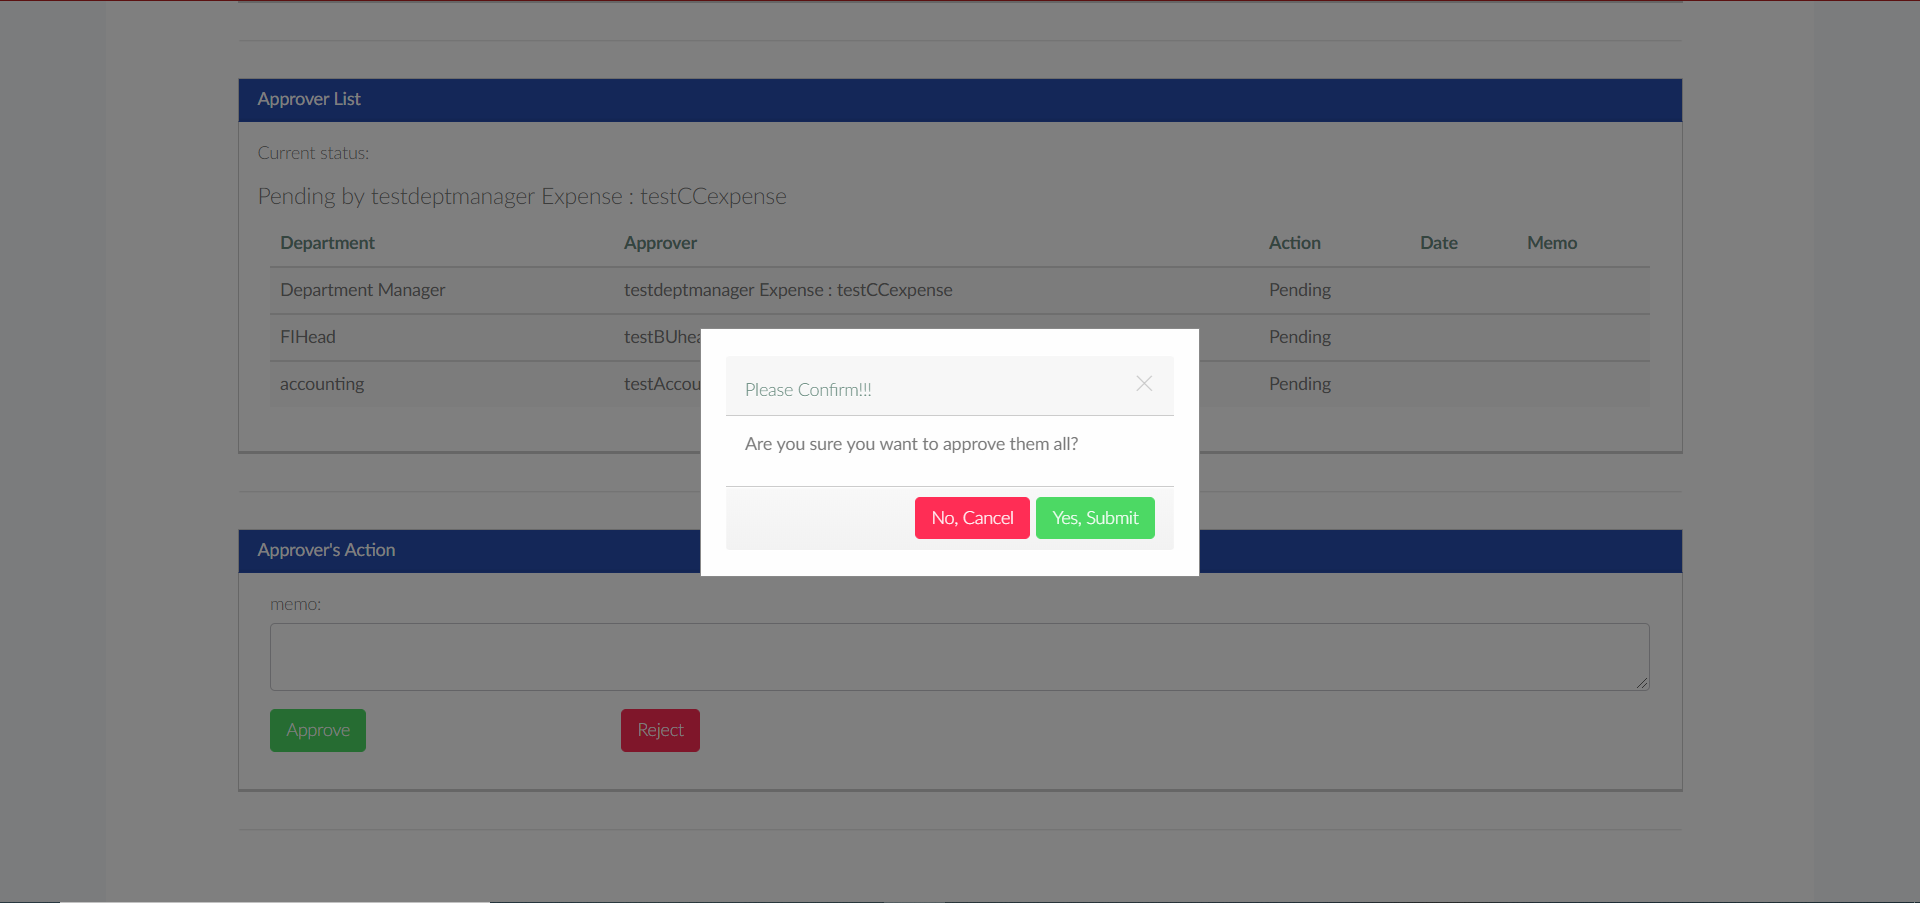 Approver List
Current status:
Pending by testdeptmanager Expense : testCCexpense
Department Approver Action Date Memo
Department Manager testdeptmanager Expense : testCCexpense Pending
FIHead testBUhea Pending
accounting testAccou Pending
Please Confirm!!!
Are you sure you want to approve them all?
No, Cancel Yes, Submit
Approver's Action
memo:
Approve Reject